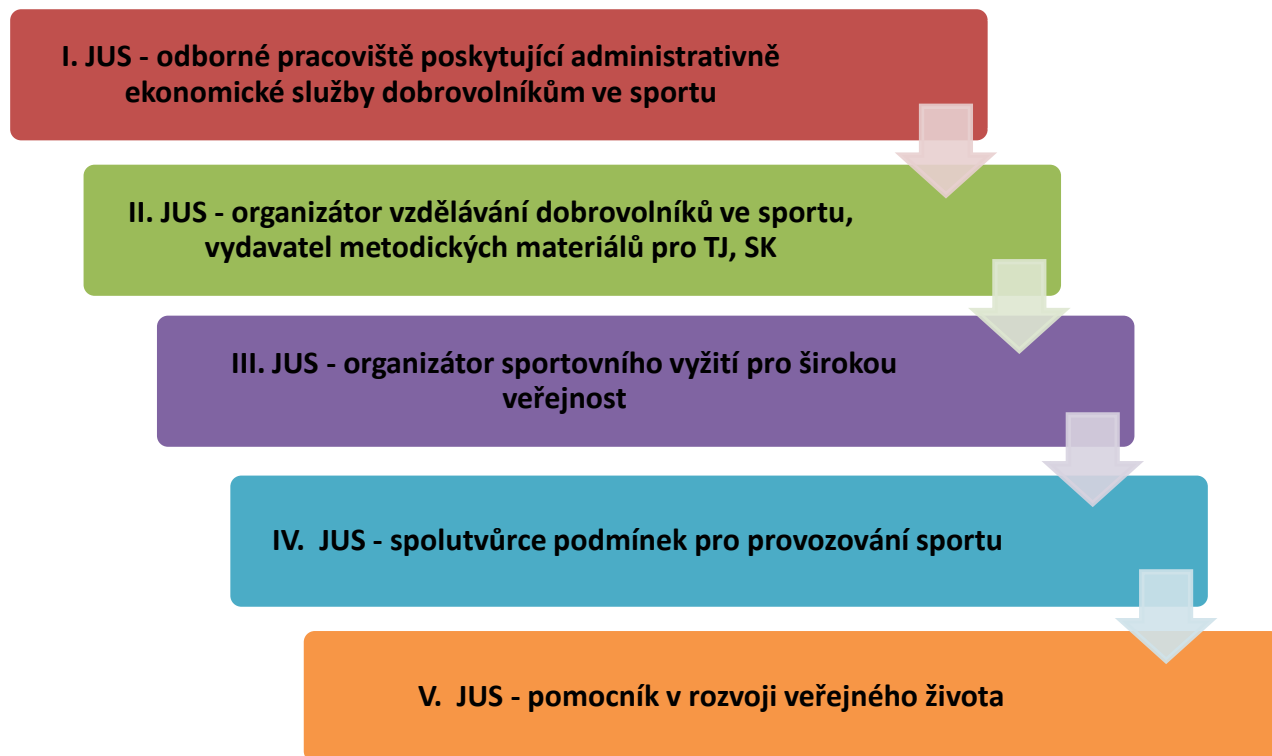 I. JUS - odborné pracoviště poskytující administrativně
ekonomické služby dobrovolníkům ve sportu
II. JUS - organizátor vzdělávání dobrovolníků ve sportu,
vydavatel metodických materiálů pro TJ, SK
III. JUS - organizátor sportovního vyžití pro širokou
veřejnost
IV. JUS - spolutvůrce podmínek pro provozování sportu
V. JUS - pomocník v rozvoji veřejného života